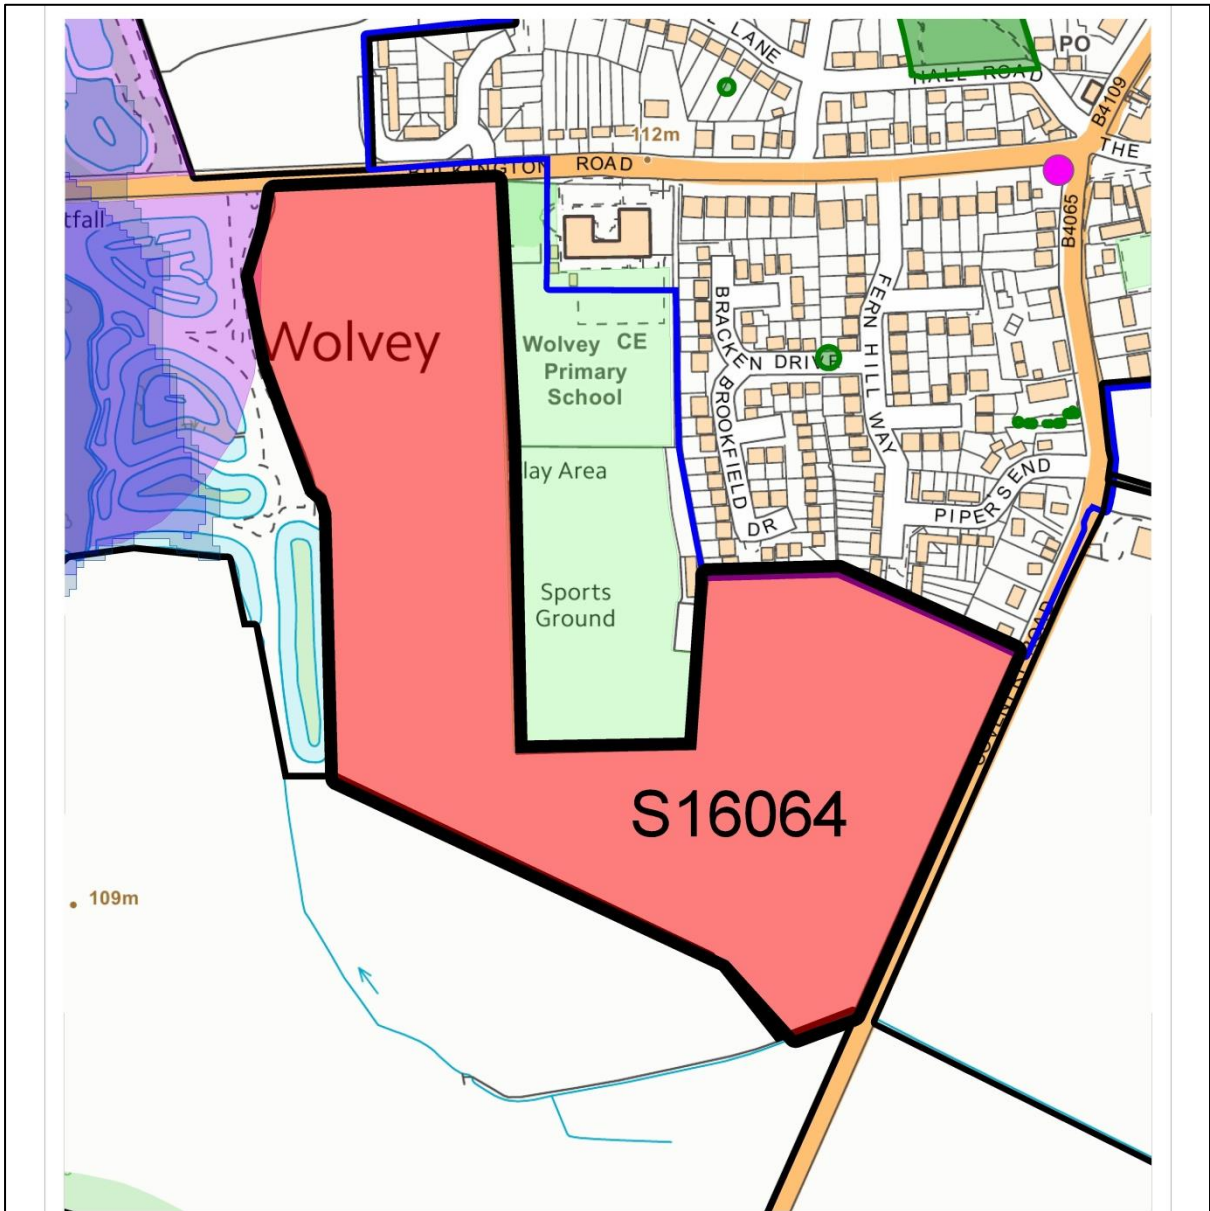 LANE
PO
HALL ROAD
B4109
112m
THE
ROAD
tfall
B4065
Wolvey
Wolvey CE
Primary
School
BRACKEN DRIVE
FERN HILL WAY
BROOKFIELD
DR
lay Area
PIPER'S END
Sports
Ground
S16064
109m